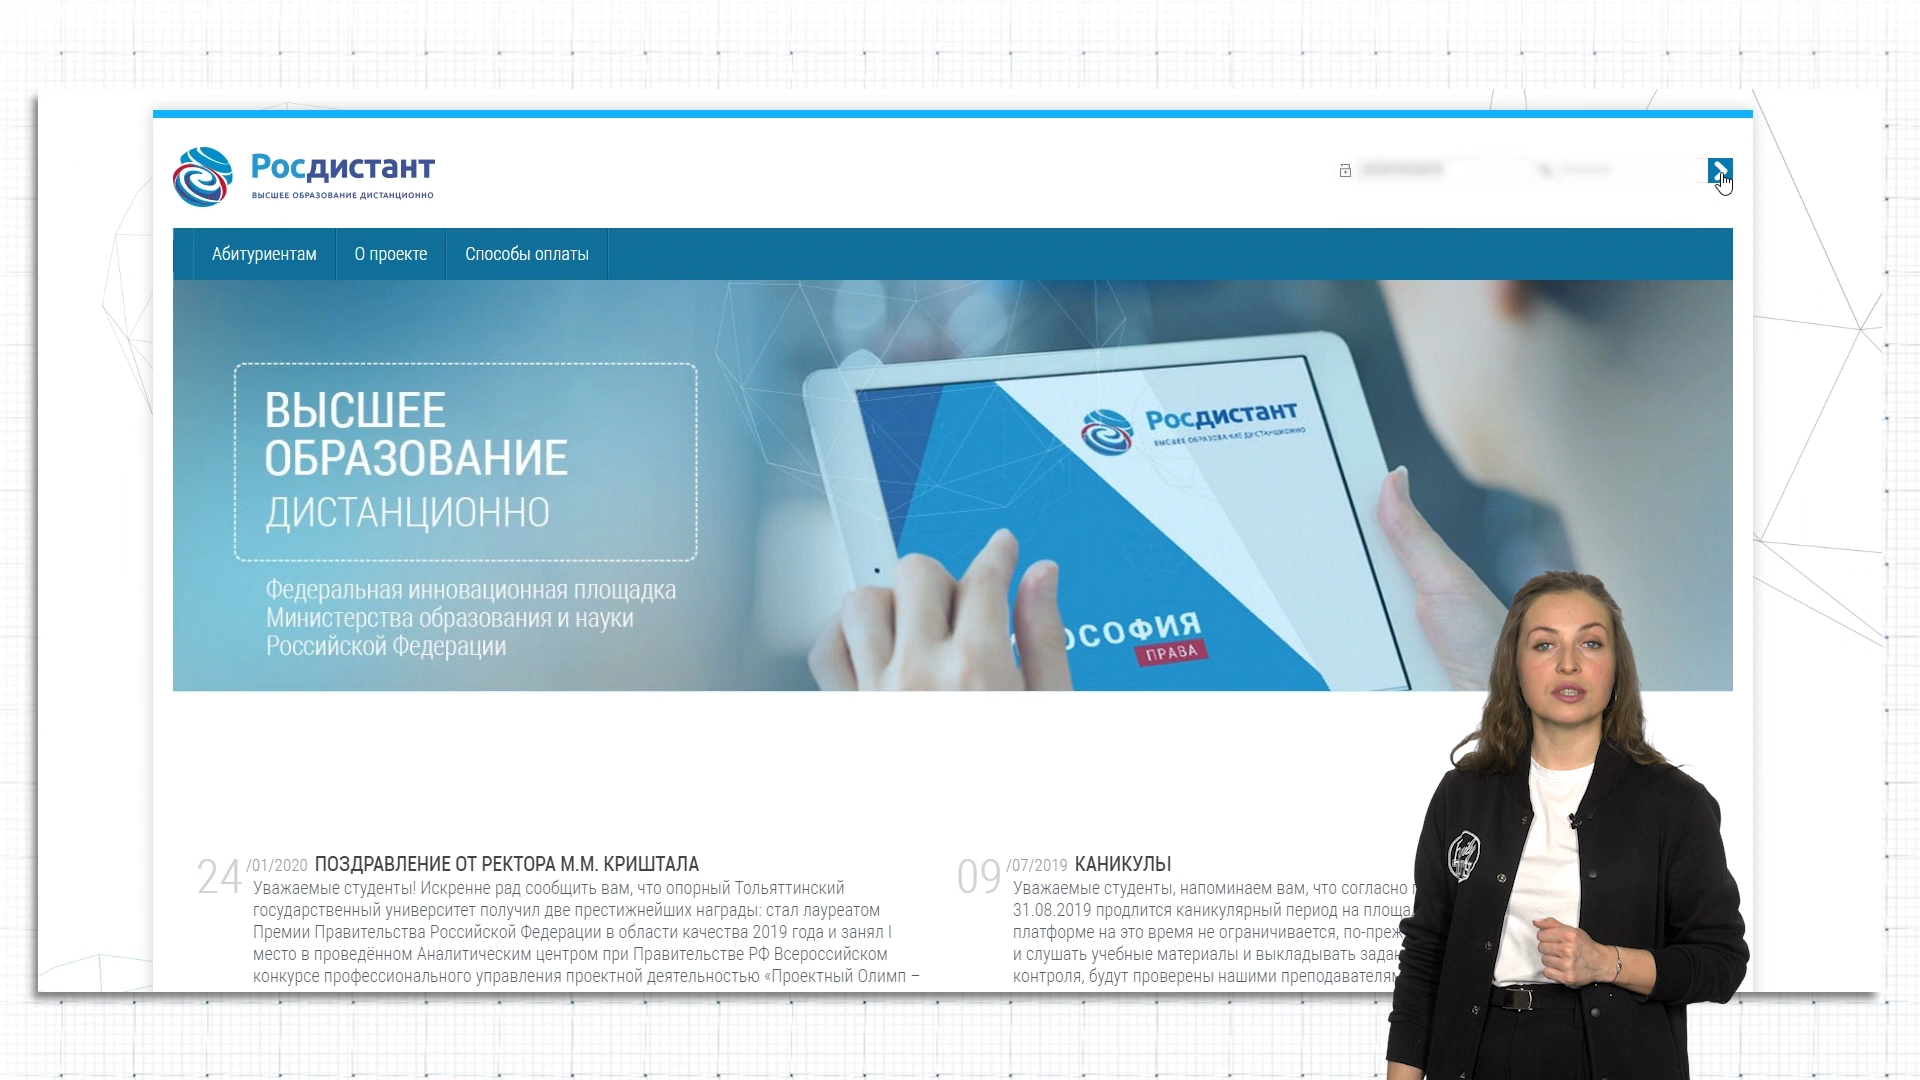 Росдистант
ВЫСШЕЕ ОБРАЗОВАНИЕ ДИСТАНЦИОННО
Абитуриентам
О проекте
Способы оплаты
ВЫСШЕЕ
ОБРАЗОВАНИЕ
ДИСТАНЦИОННО
Федеральная инновационная площадка
Министерства образования и науки
Российской Федерации
Росдистант
ВЫСШЕЕ ОБРАЗОВАНИЕ ДИСТАНЦИОННО
ОСОФИЯ
ПРАВА
24 /01/2020 ПОЗДРАВЛЕНИЕ ОТ РЕКТОРА М.М. КРИШТАЛА
Уважаемые студенты! Искренне рад сообщить вам, что опорный Тольяттинский
государственный университет получил две престижнейших награды: стал лауреатом
Премии Правительства Российской Федерации в области качества 2019 года и занял I
место в проведённом Аналитическим центром при Правительстве РФ Всероссийском
конкурсе профессионального управления проектной деятельностью «Проектный Олимп –
09 /07/2019 КАНИКУЛЫ
Уважаемые студенты, напоминаем вам, что согласно
31.08.2019 продлится каникулярный период на
платформе на это время не ограничивается,
и слушать учебные материалы и выкладывать
контроля, будут проверены нашими